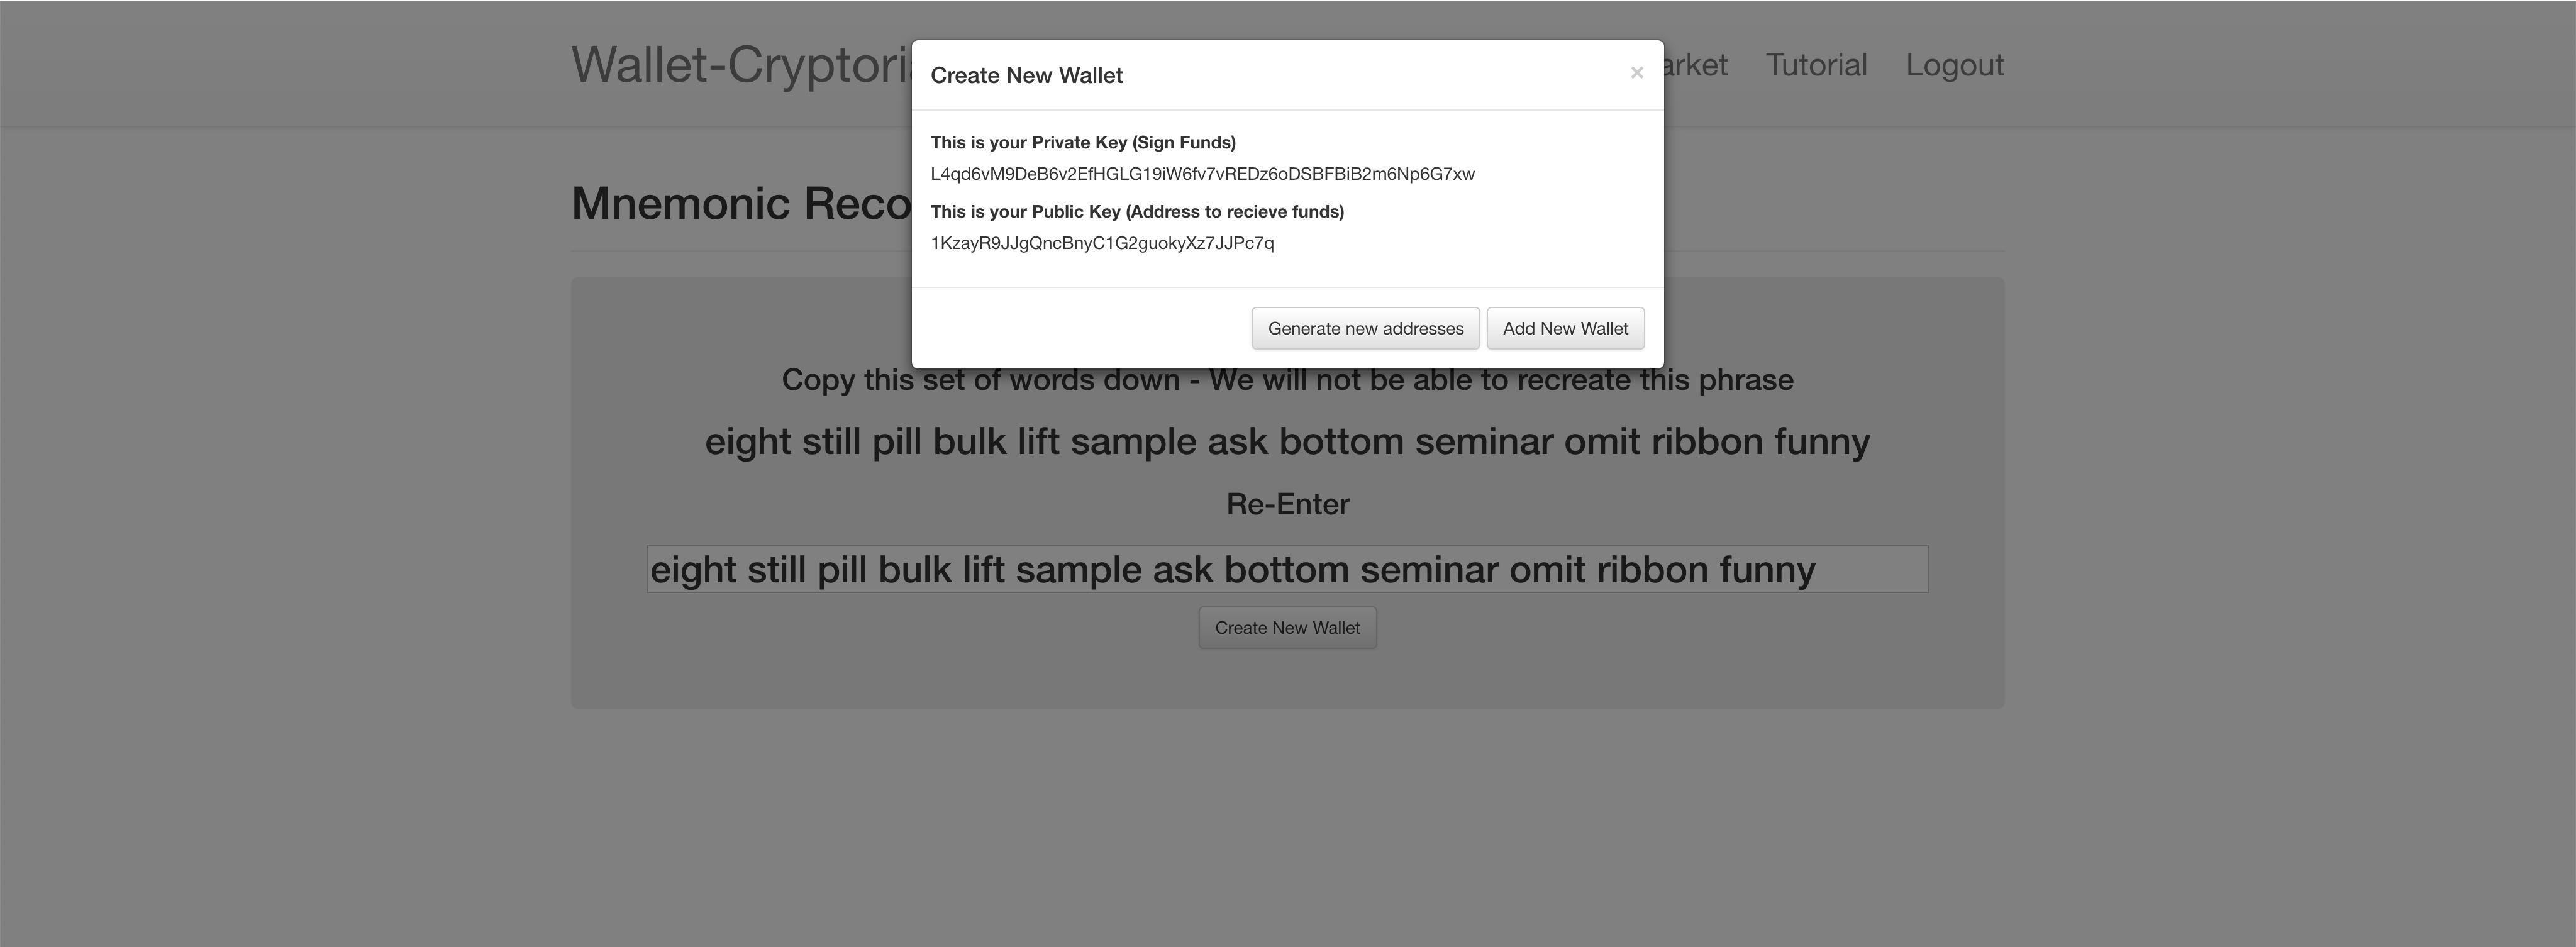 Wallet-Cryptori
arket Tutorial Logout
Create New Wallet
×
This is your Private Key (Sign Funds)
L4qd6vM9DeB6v2EfHGLG19iW6fv7vREDz6oDSBFBiB2m6Np6G7xw
This is your Public Key (Address to recieve funds)
1KzayR9JJgQncBnyC1G2guokyXz7JJPc7q
Generate new addresses Add New Wallet
Mnemonic Reco
Copy this set of words down - We will not be able to recreate this phrase
eight still pill bulk lift sample ask bottom seminar omit ribbon funny
Re-Enter
eight still pill bulk lift sample ask bottom seminar omit ribbon funny
Create New Wallet